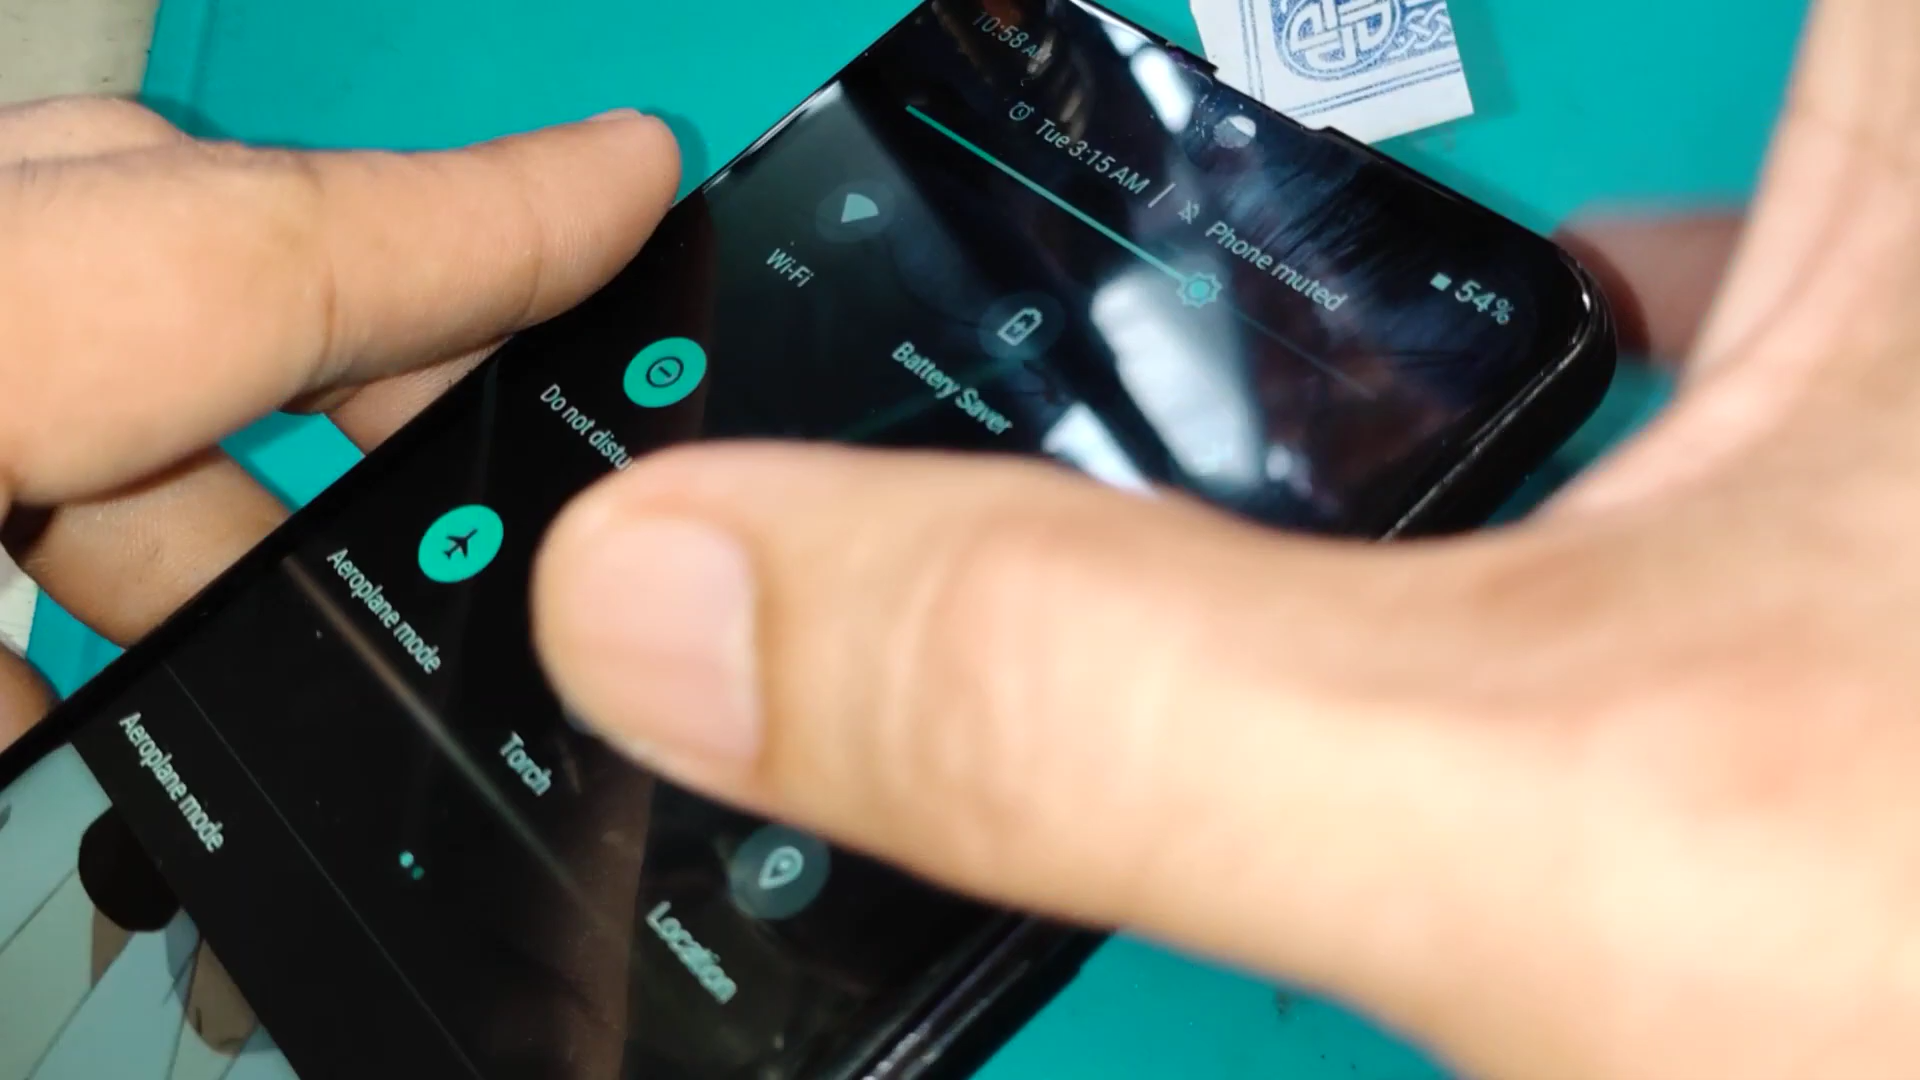 10:58 AM
54%
Tue 3:15 AM | Phone muted
Wi-Fi
Battery Saver
Do not distu
Aeroplane mode
Torch
Location
Aeroplane mode